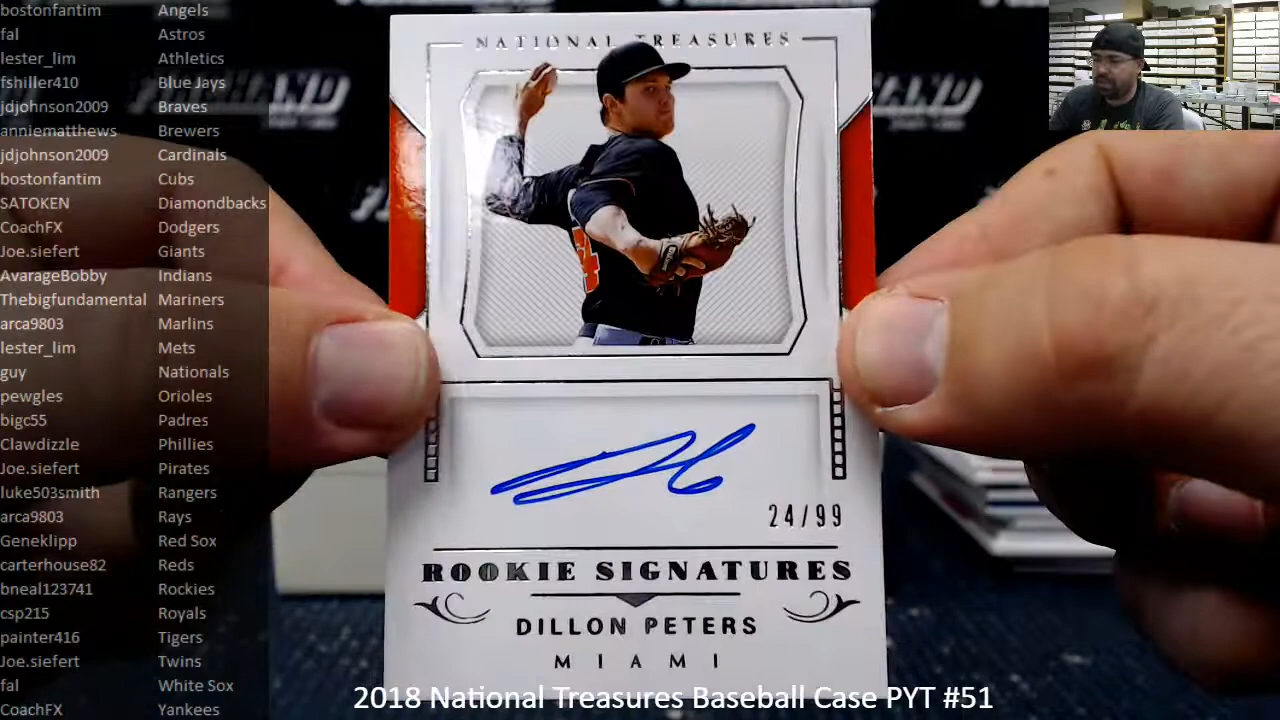 bostonfantim Angels
fal Astros
lester_lim Athletics
fshiller410 Blue Jays
jdjohnson2009 Braves
anniematthews Brewers
jdjohnson2009 Cardinals
bostonfantim Cubs
SATOKEN Diamondbacks
CoachFX Dodgers
Joe.siefert Giants
AvarageBobby Indians
Thebigfundamental Mariners
arca9803 Marlins
lester_lim Mets
guy Nationals
pewgles Orioles
bigc55 Padres
Clawdizzle Phillies
Joe.siefert Pirates
luke503smith Rangers
arca9803 Rays
Geneklipp Red Sox
carterhouse82 Reds
bneal123741 Rockies
csp215 Royals
painter416 Tigers
Joe.siefert Twins
fal White Sox
CoachFX Yankees
NATIONAL TREASURES
24/99
ROOKIE SIGNATURES
DILLON PETERS
MIAMI
2018 National Treasures Baseball Case PYT #51